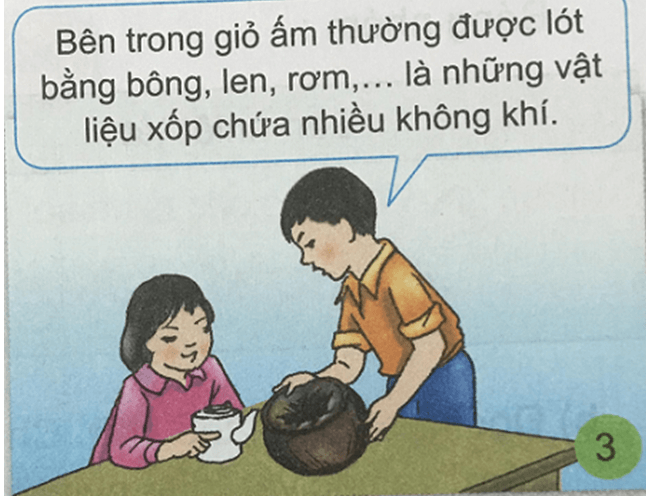 Bên trong giỏ ấm thường được lót
bằng bông, len, rơm,... là những vật
liệu xốp chứa nhiều không khí.
3